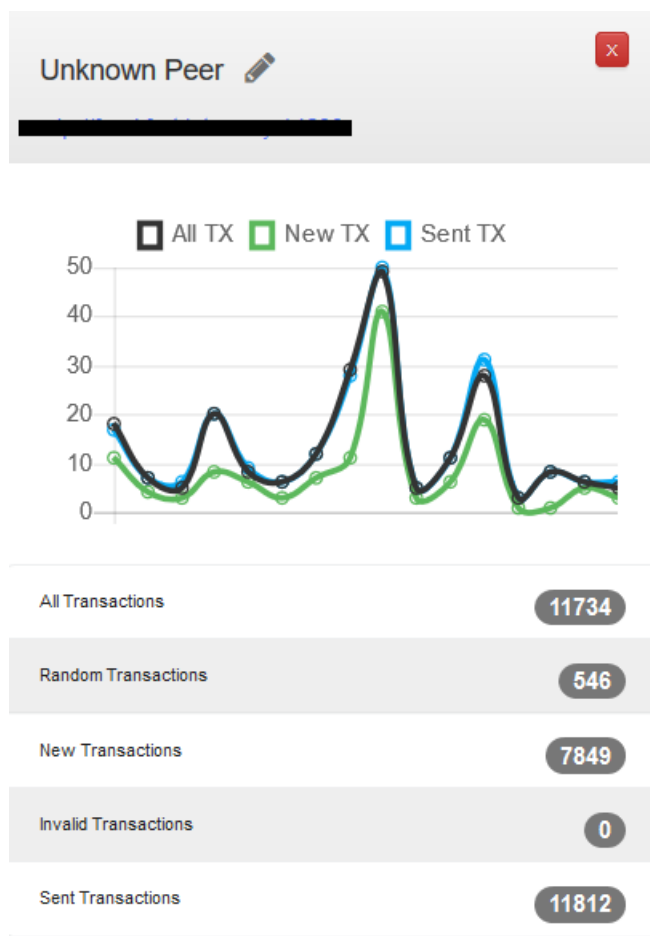 Unknown Peer
X
All TX New TX Sent TX
50
40
30
20
10
0
All Transactions 11734
Random Transactions 546
New Transactions 7849
Invalid Transactions 0
Sent Transactions 11812